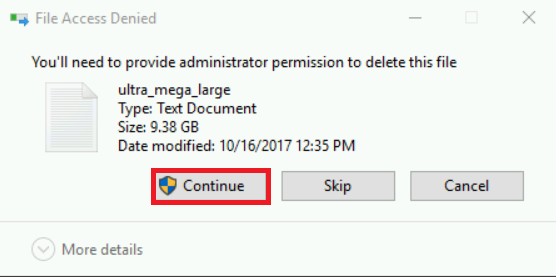 File Access Denied
You'll need to provide administrator permission to delete this file
ultra_mega_large
Type: Text Document
Size: 9.38 GB
Date modified: 10/16/2017 12:35 PM
Continue
Skip
Cancel
More details